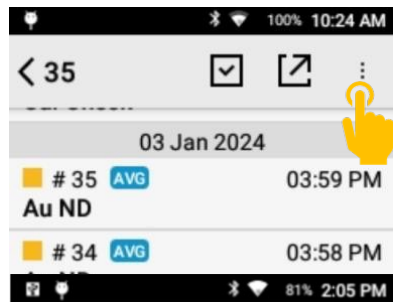 100% 10:24 AM
35
03 Jan 2024
# 35 AVG 03:59 PM
Au ND
# 34 AVG 03:58 PM
81% 2:05 PM